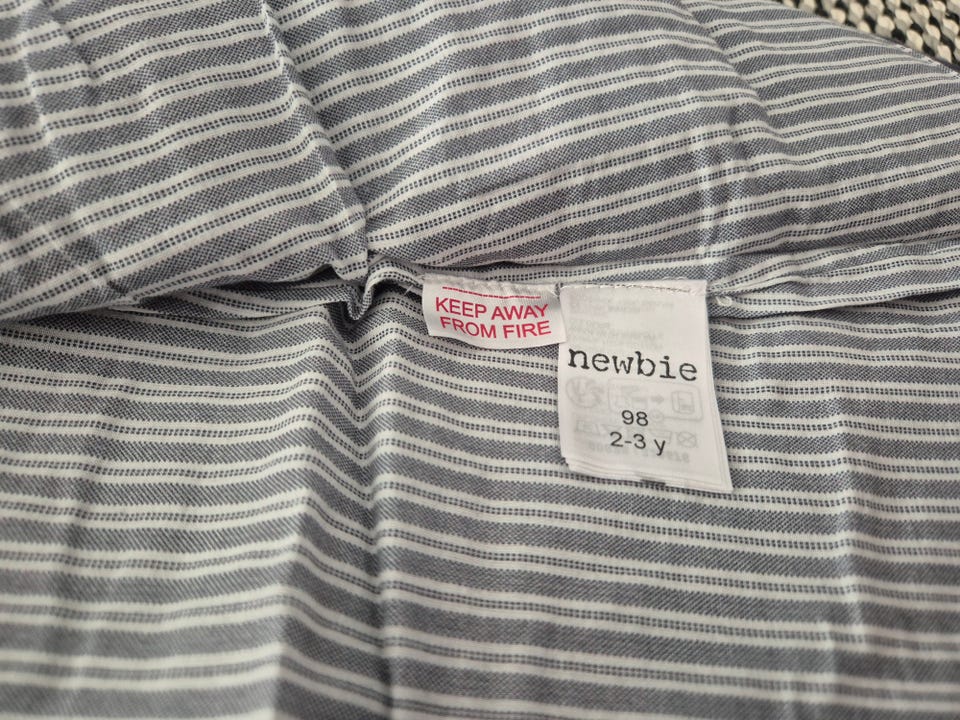 KEEP AWAY
FROM FIRE
newbie
98
2-3 y